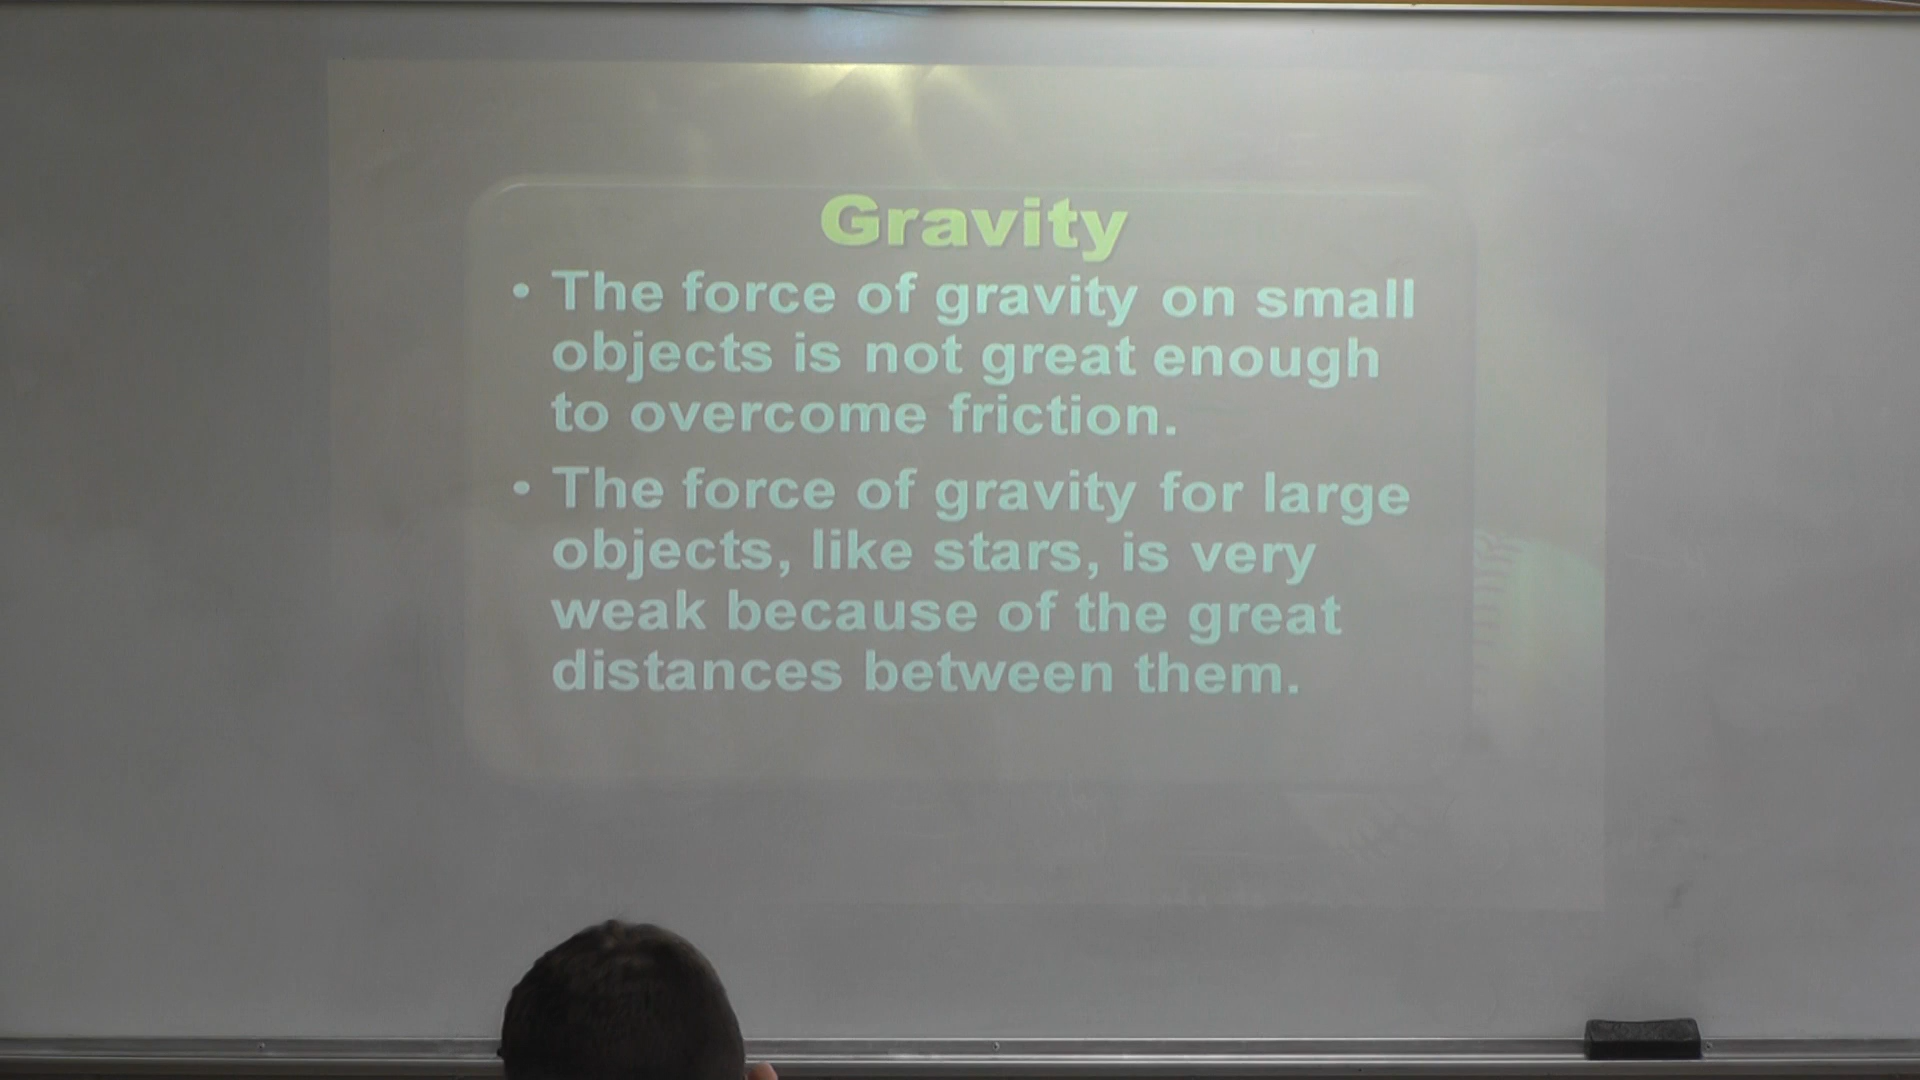 Gravity
• The force of gravity on small
objects is not great enough
to overcome friction.
• The force of gravity for large
objects, like stars, is very
weak because of the great
distances between them.